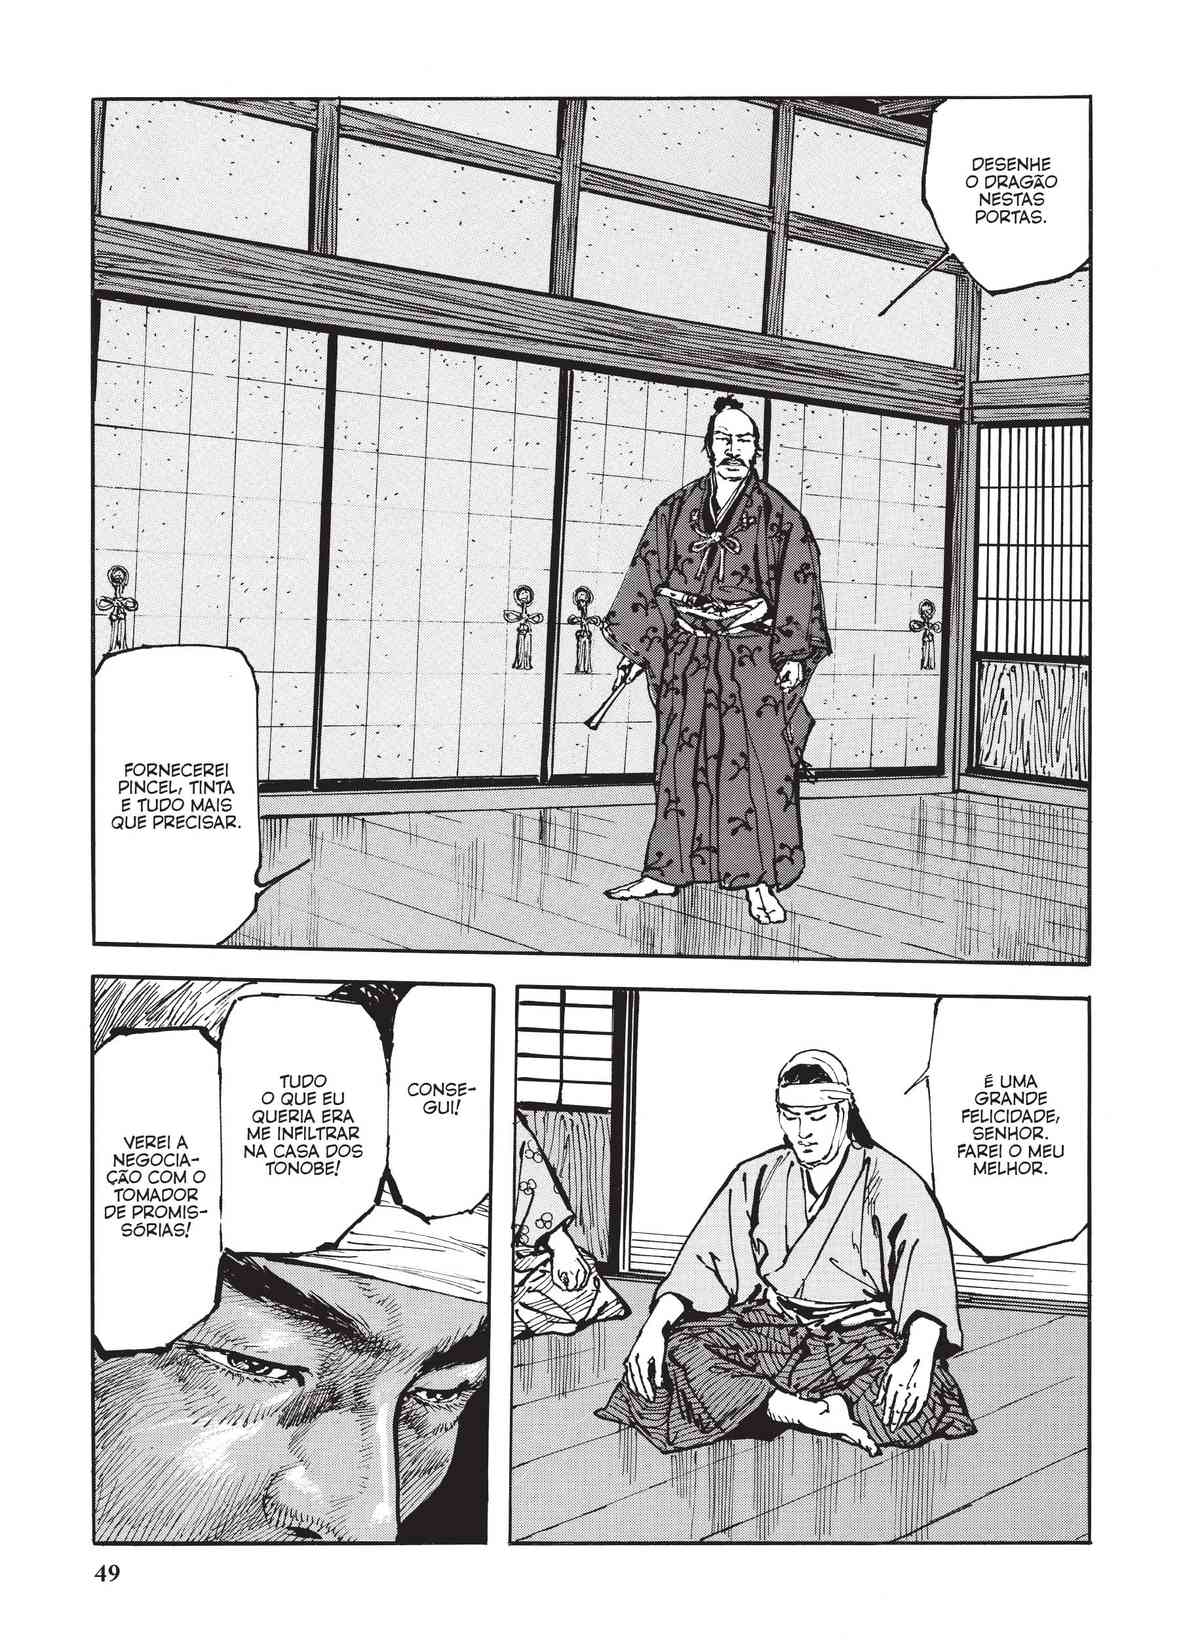 DESENHE
O DRAGÃO
NESTAS
PORTAS.
FORNECEREI
PINCEL, TINTA
E TUDO MAIS
QUE PRECISAR.
É UMA
GRANDE
FELICIDADE,
SENHOR.
FAREI O MEU
MELHOR.
CONSE-
GUI!
TUDO
O QUE EU
QUERIA ERA
ME INFILTRAR
NA CASA DOS
TONOBE!
VEREI A
NEGOCIA-
ÇÃO COM O
TOMADOR
DE PROMIS-
SÓRIAS!
49